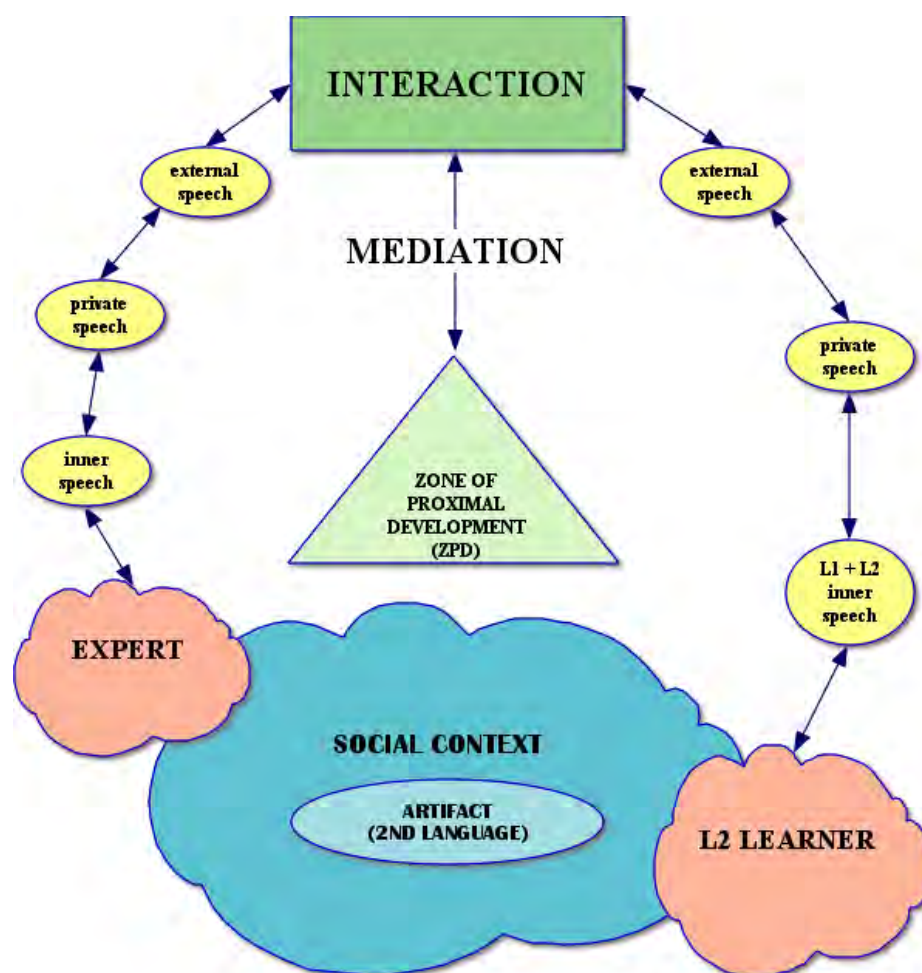 INTERACTION
external
speech
external
speech
MEDIATION
private
speech
private
speech
inner
speech
ZONE OF
PROXIMAL
DEVELOPMENT
(ZPD)
L1 + L2
inner
speech
EXPERT
SOCIAL CONTEXT
ARTIFACT
(2ND LANGUAGE)
L2 LEARNER